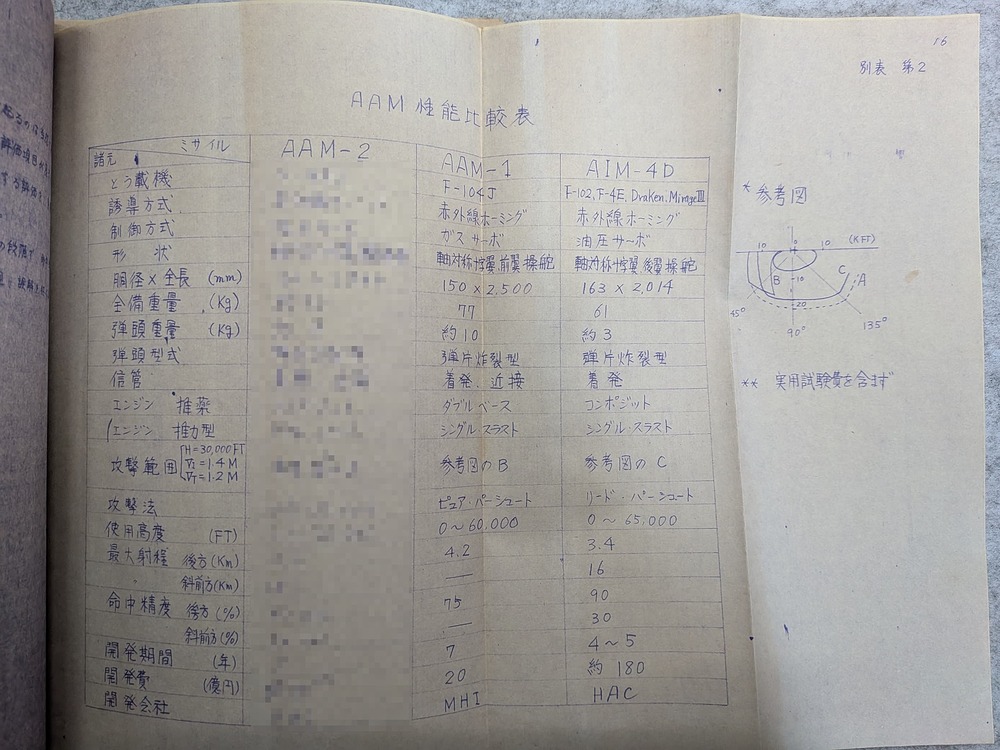 16
別表 第2
AAM 性能比較表
諸元 ミサイル AAM-2 AAM-1 AIM-4D
とう載機 F-104J F-102, F-4E, Draken, MirageⅢ
誘導方式 赤外線ホーミング 赤外線ホーミング
制御方式 ガスサーボ 油圧サーボ
形状 軸対称十字翼,前翼操舵 軸対称十字翼,後翼操舵
胴径×全長 (mm) 150 × 2,500 163 × 2,014
全備重量 (Kg) 77 61
弾頭重量 (Kg) 約10 約3
弾頭型式 弾片炸裂型 弾片炸裂型
信管 着発、近接 着発
エンジン 推薬 ダブルベース コンポジット
エンジン 推力型 シングル・スラスト シングル・スラスト
攻撃範囲 H=30,000 FT
V₁=1.4 M
V_T=1.2 M
参考図のB 参考図のC
攻撃法 ピュア・パーシュート リード・パーシュート
使用高度 (FT) 0～60,000 0～65,000
最大射程 後方(Km) 4.2 3.4
斜前方(Km) — 16
命中精度 後方(%) 75 90
斜前方(%) — 30
開発期間 (年) 7 4～5
開発費 (億円) 20 約180
開発会社 MHI HAC
* 参考図
10 0 10 (KFT)
B 10 C A
20
45° 90° 135°
** 実用試験費を含まず